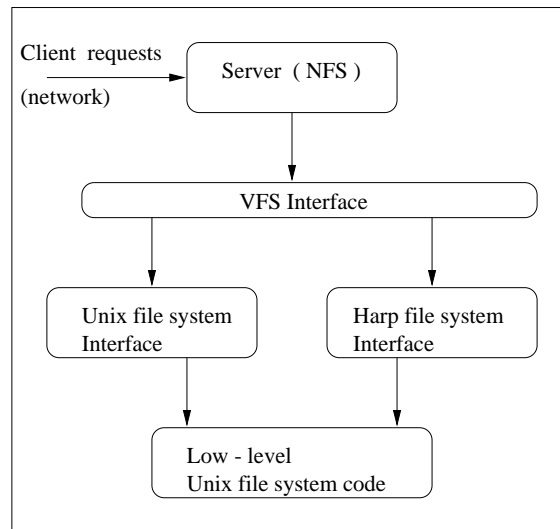 Client requests
(network)
Server ( NFS )
VFS Interface
Unix file system
Interface
Harp file system
Interface
Low - level
Unix file system code